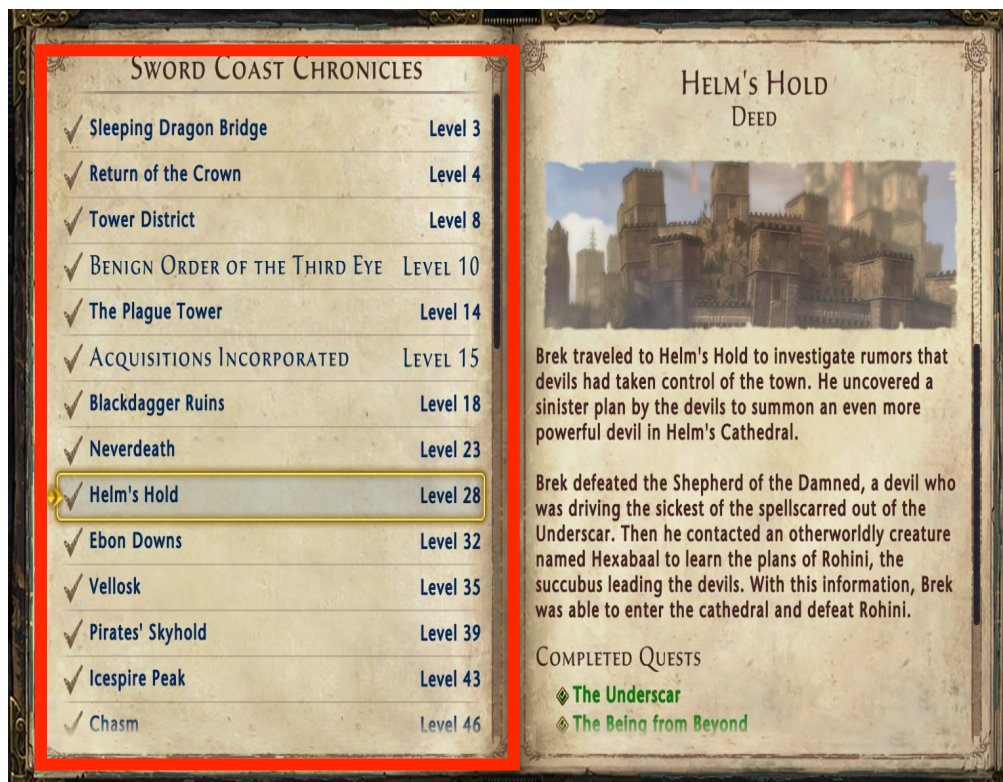 SWORD COAST CHRONICLES
Sleeping Dragon Bridge Level 3
Return of the Crown Level 4
Tower District Level 8
BENIGN ORDER OF THE THIRD EYE LEVEL 10
The Plague Tower Level 14
ACQUISITIONS INCORPORATED LEVEL 15
Blackdagger Ruins Level 18
Neverdeath Level 23
Helm's Hold Level 28
Ebon Downs Level 32
Vellosk Level 35
Pirates' Skyhold Level 39
Icespire Peak Level 43
Chasm Level 46
HELM'S HOLD
DEED
Brek traveled to Helm's Hold to investigate rumors that
devils had taken control of the town. He uncovered a
sinister plan by the devils to summon an even more
powerful devil in Helm's Cathedral.
Brek defeated the Shepherd of the Damned, a devil who
was driving the sickest of the spellscarred out of the
Underscar. Then he contacted an otherworldly creature
named Hexabaal to learn the plans of Rohini, the
succubus leading the devils. With this information, Brek
was able to enter the cathedral and defeat Rohini.
COMPLETED QUESTS
The Underscar
The Being from Beyond